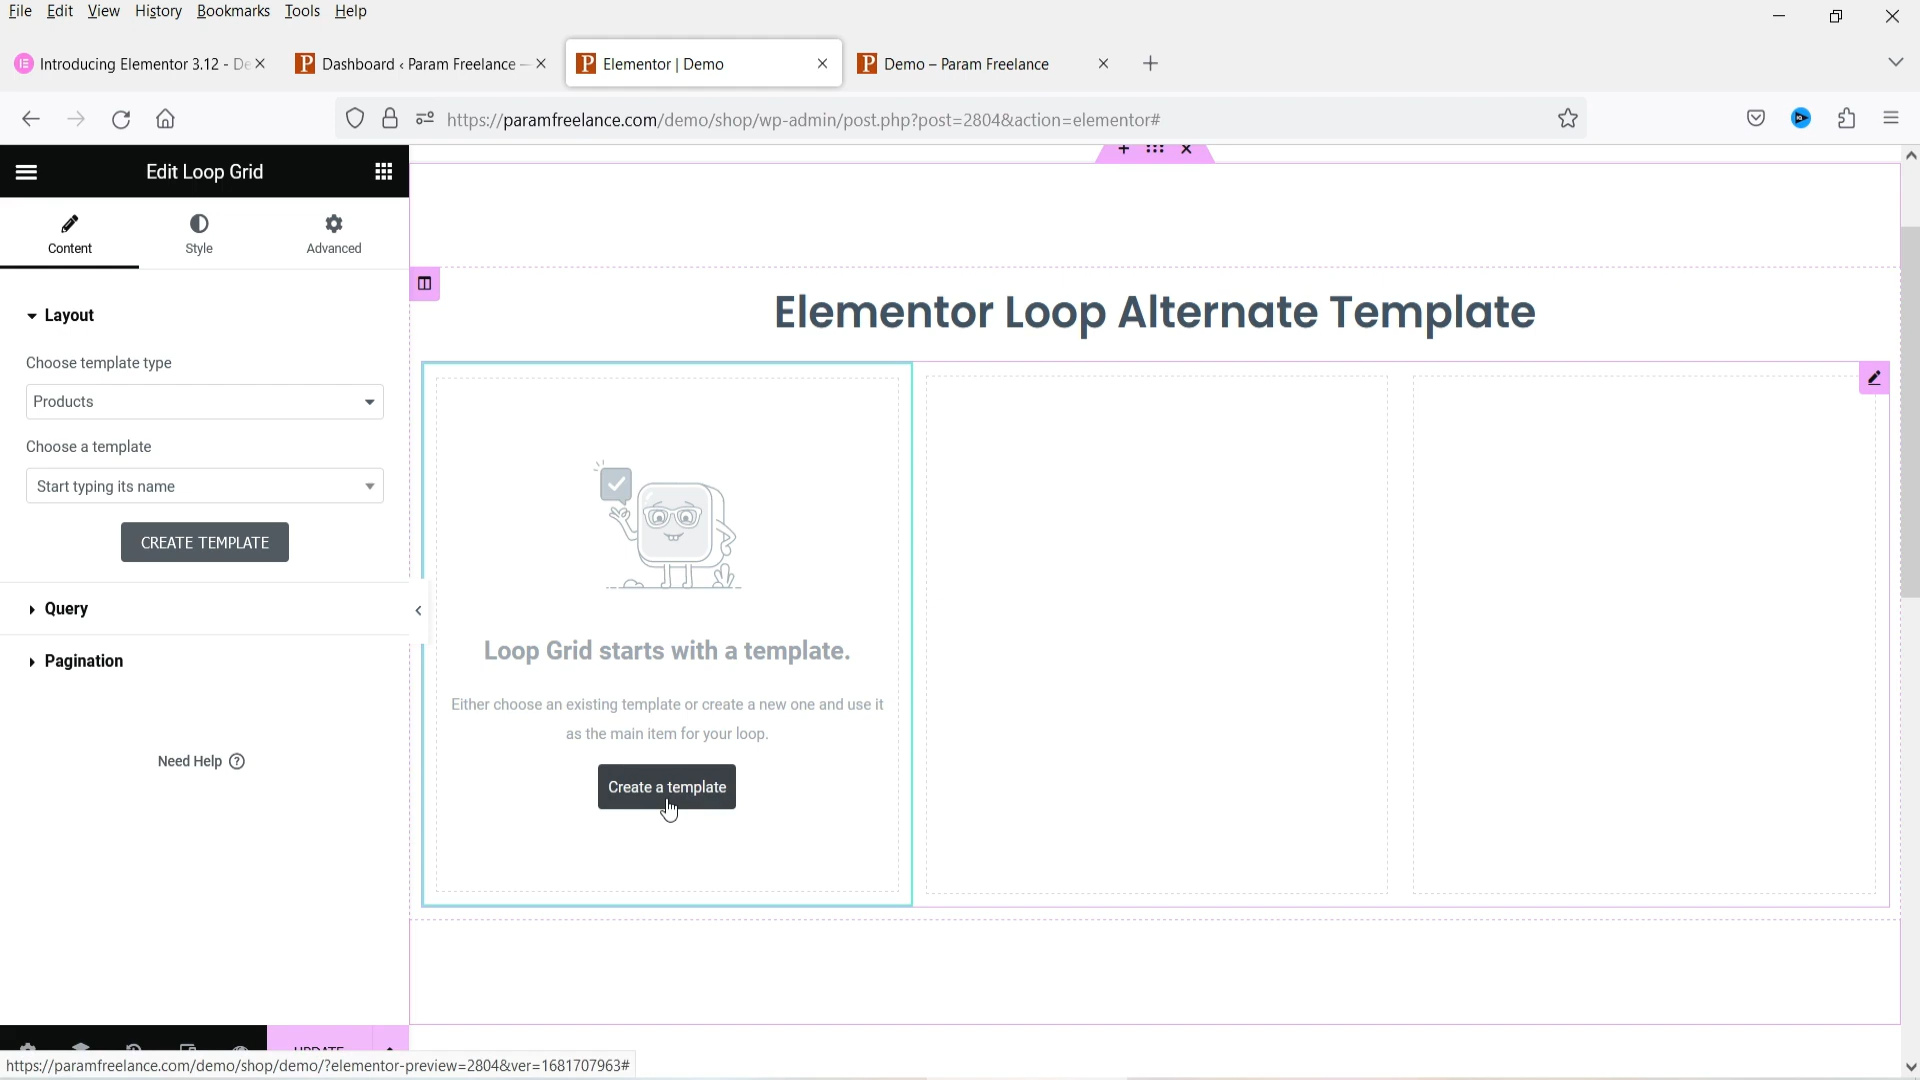 File Edit View History Bookmarks Tools Help
Introducing Elementor 3.12 - De
Dashboard ‹ Param Freelance —
Elementor | Demo
Demo – Param Freelance
https://paramfreelance.com/demo/shop/wp-admin/post.php?post=2804&action=elementor#
Edit Loop Grid
Content
Style
Advanced
Layout
Choose template type
Products
Choose a template
Start typing its name
CREATE TEMPLATE
Query
Pagination
Need Help
Elementor Loop Alternate Template
Loop Grid starts with a template.
Either choose an existing template or create a new one and use it
as the main item for your loop.
Create a template
UPDATE
https://paramfreelance.com/demo/shop/demo/?elementor-preview=2804&ver=1681707963#